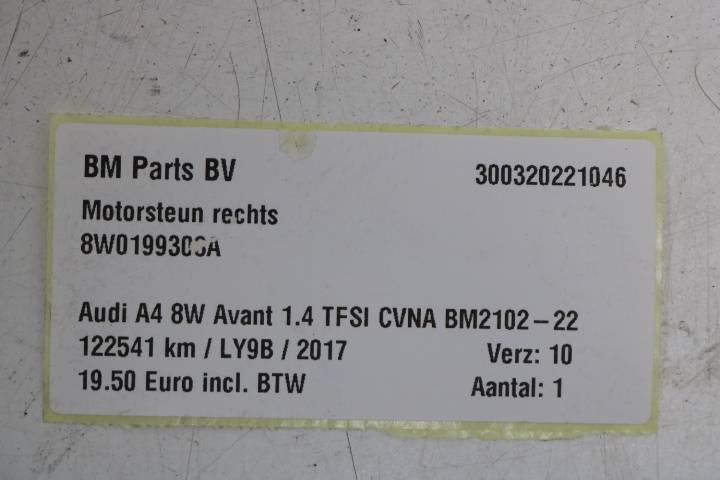 BM Parts BV 300320221046
Motorsteun rechts
Audi A4 8W Avant 1.4 TFSI CVNA BM2102-22
122541 km / LY9B / 2017 Verz: 10
19.50 Euro incl. BTW Aantal: 1